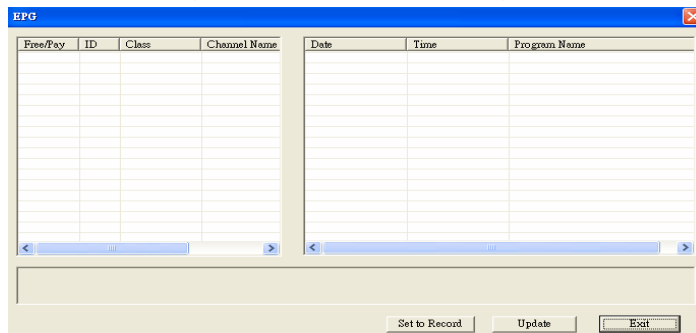 EPG
Free/Pay ID Class Channel Name
Date Time Program Name
Set to Record Update Exit